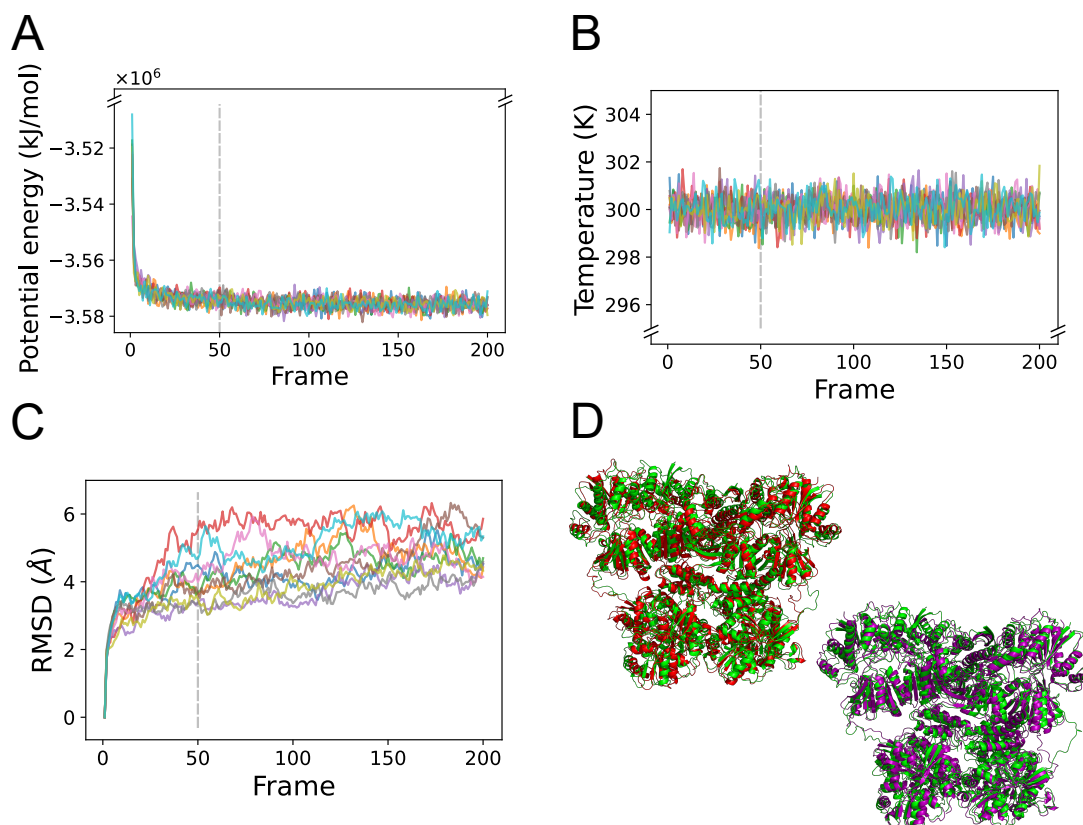 A
×10⁶
Potential energy (kJ/mol)
−3.52
−3.54
−3.56
−3.58
0
50
100
150
200
Frame
B
Temperature (K)
304
302
300
298
296
0
50
100
150
200
Frame
C
RMSD (Å)
6
4
2
0
0
50
100
150
200
Frame
D